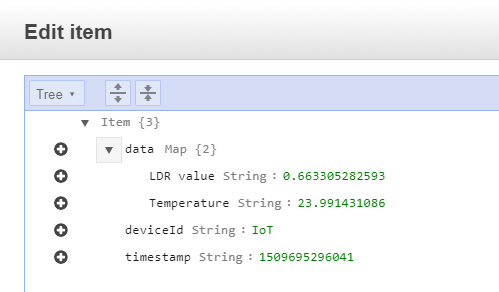 Edit item
Tree
Item {3}
data Map {2}
LDR value String : 0.663305282593
Temperature String : 23.991431086
deviceId String : IoT
timestamp String : 1509695296041